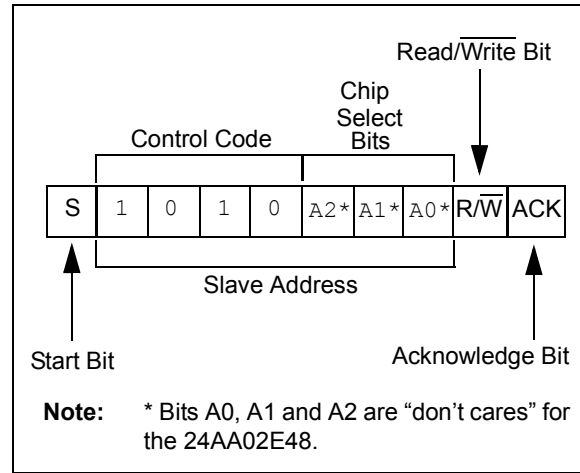 Read/Write Bit
Chip
Select
Bits
Control Code
S 1 0 1 0 A2* A1* A0* R/W ACK
Slave Address
Start Bit
Acknowledge Bit
Note: * Bits A0, A1 and A2 are “don’t cares” for
the 24AA02E48.